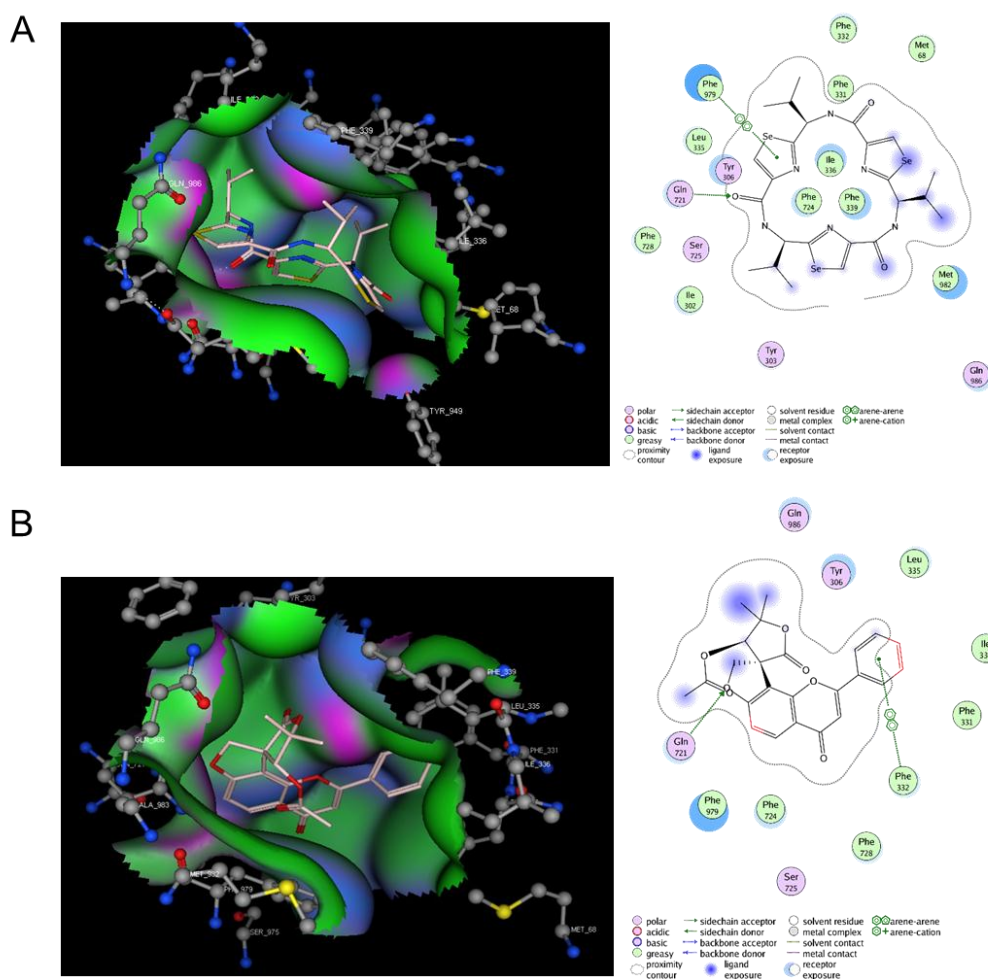 A
GLN_986
PHE_339
ILE_336
MET_68
TYR_949
Phe
332
Met
68
Phe
979
Phe
331
Leu
335
Tyr
306
Ile
336
Gln
721
Phe
724
Phe
339
Phe
728
Ser
725
Ile
302
Met
982
Tyr
303
Gln
986
Se
N
N
H
O
Se
N
O
NH
N
Se
O
HN
polar
acidic
basic
greasy
proximity
contour
sidechain acceptor
sidechain donor
backbone acceptor
backbone donor
ligand
exposure
solvent residue
metal complex
solvent contact
metal contact
receptor
exposure
arene-arene
arene-cation
B
TYR_303
PHE_339
LEU_335
PHE_331
ILE_336
GLN_986
ALA_983
SER_975
MET_68
Gln
986
Tyr
306
Leu
335
Ile
Phe
331
Gln
721
Phe
332
Phe
979
Phe
724
Phe
728
Ser
725
O
O
O
O
O
O
polar
acidic
basic
greasy
proximity
contour
sidechain acceptor
sidechain donor
backbone acceptor
backbone donor
ligand
exposure
solvent residue
metal complex
solvent contact
metal contact
receptor
exposure
arene-arene
arene-cation